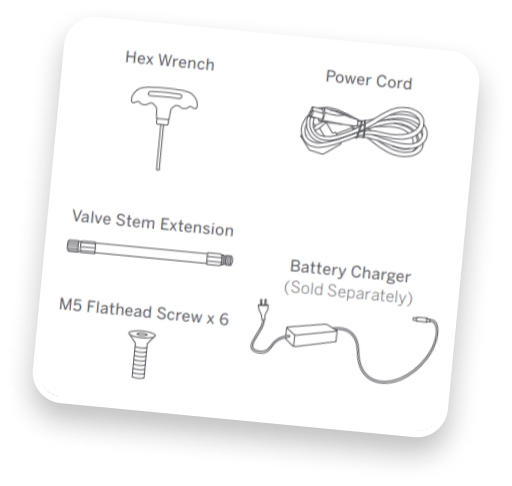 Hex Wrench
Power Cord
Valve Stem Extension
Battery Charger
(Sold Separately)
M5 Flathead Screw x 6